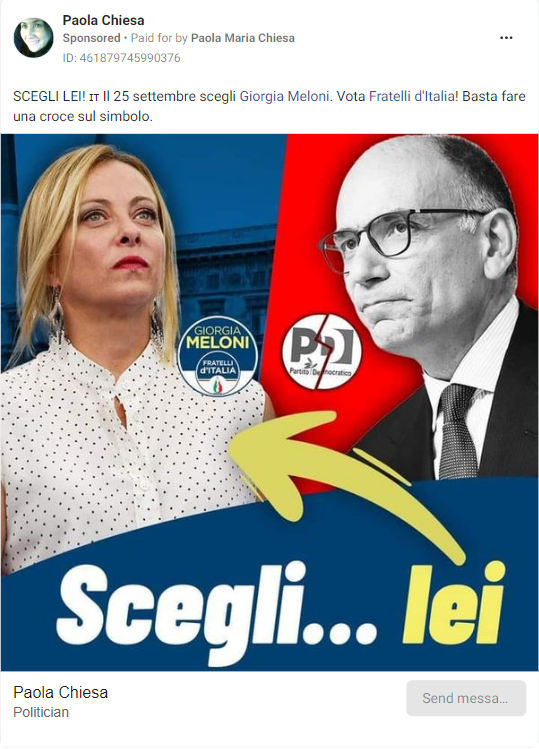 Paola Chiesa
Sponsored • Paid for by Paola Maria Chiesa
ID: 461879745990376
SCEGLI LEI! ɪᴛ Il 25 settembre scegli Giorgia Meloni. Vota Fratelli d'Italia! Basta fare
una croce sul simbolo.
GIORGIA
MELONI
FRATELLI
d'ITALIA
PD
Partito Democratico
Scegli... lei
Paola Chiesa
Politician
Send messa...